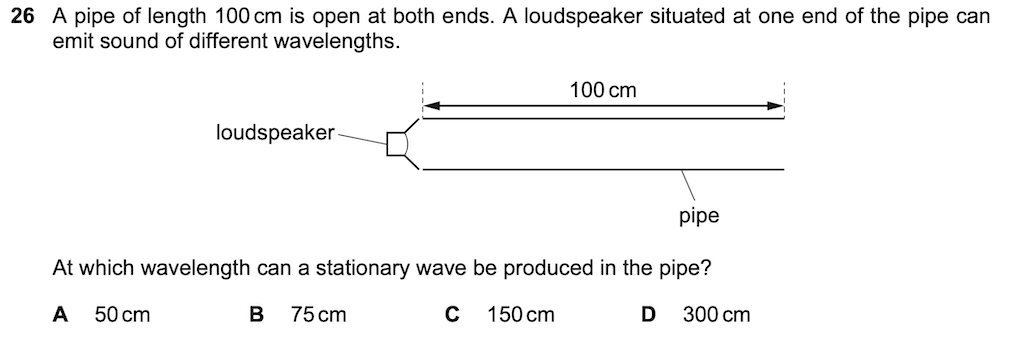 26 A pipe of length 100 cm is open at both ends. A loudspeaker situated at one end of the pipe can
emit sound of different wavelengths.
100 cm
loudspeaker
pipe
At which wavelength can a stationary wave be produced in the pipe?
A 50 cm B 75 cm C 150 cm D 300 cm